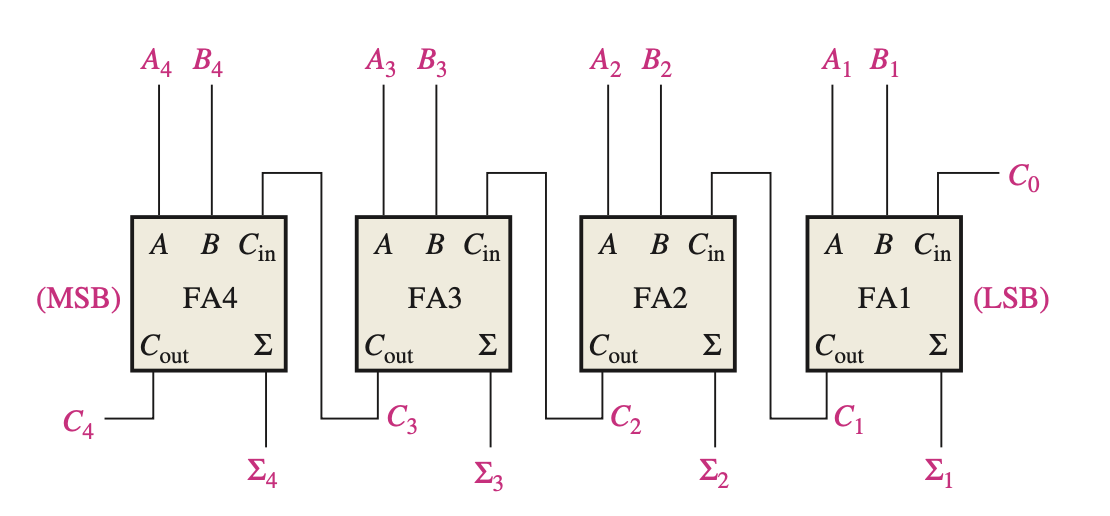 A₄ B₄ A₃ B₃ A₂ B₂ A₁ B₁
C₀
A B Cin A B Cin A B Cin A B Cin
(MSB) FA4 FA3 FA2 FA1 (LSB)
Cout Σ Cout Σ Cout Σ Cout Σ
C₄ C₃ C₂ C₁
Σ₄ Σ₃ Σ₂ Σ₁